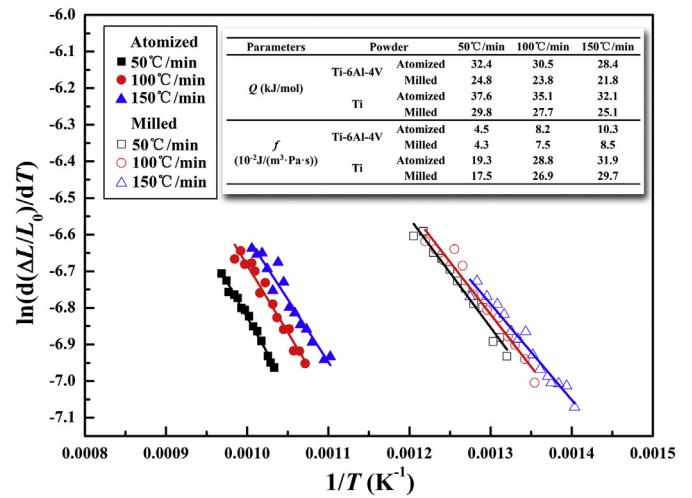 -6.0
-6.1
-6.2
-6.3
-6.4
-6.5
-6.6
-6.7
-6.8
-6.9
-7.0
-7.1
ln(d(ΔL/L₀)/dT)
Atomized
50℃/min
100℃/min
150℃/min
Milled
50℃/min
100℃/min
150℃/min
Parameters Powder 50℃/min 100℃/min 150℃/min
Q (kJ/mol) Ti-6Al-4V Atomized 32.4 30.5 28.4
Milled 24.8 23.8 21.8
Ti Atomized 37.6 35.1 32.1
Milled 29.8 27.7 25.1
f (10⁻²J/(m³·Pa·s)) Ti-6Al-4V Atomized 4.5 8.2 10.3
Milled 4.3 7.5 8.5
Ti Atomized 19.3 28.8 31.9
Milled 17.5 26.9 29.7
0.0008 0.0009 0.0010 0.0011 0.0012 0.0013 0.0014 0.0015
1/T (K⁻¹)